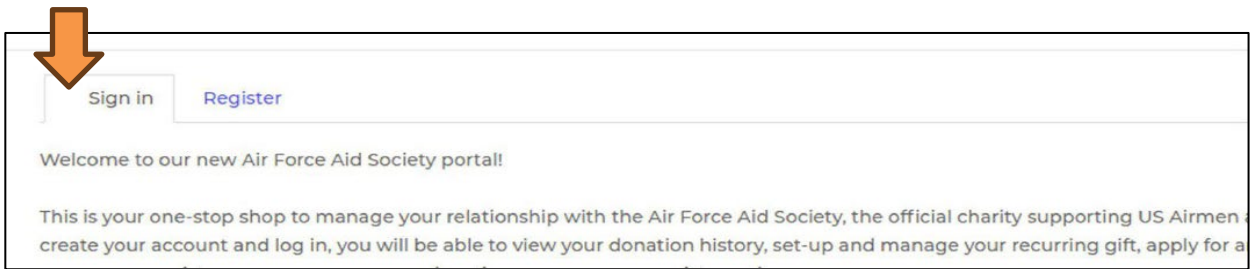 Sign in Register
Welcome to our new Air Force Aid Society portal!
This is your one-stop shop to manage your relationship with the Air Force Aid Society, the official charity supporting US Airmen
create your account and log in, you will be able to view your donation history, set-up and manage your recurring gift, apply for